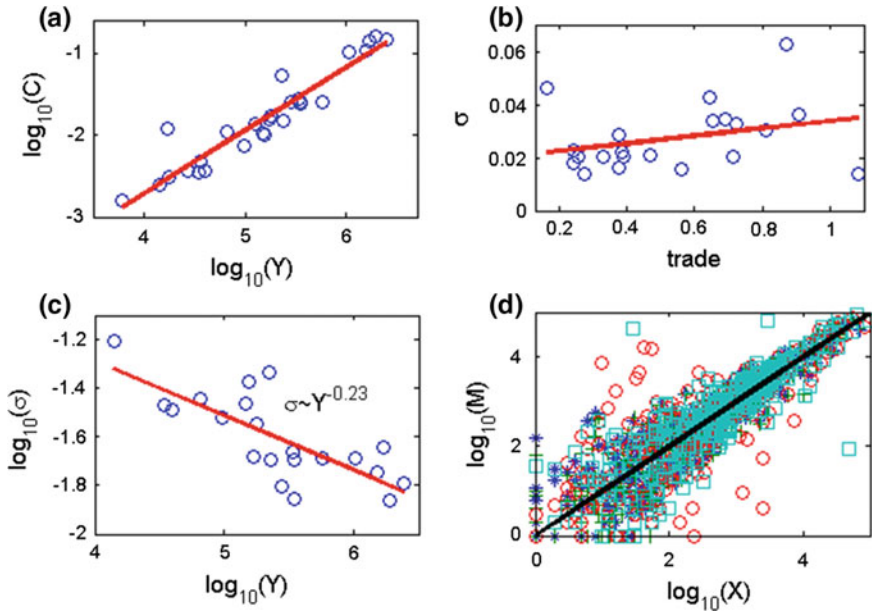 (a)
-1
-2
-3
4
5
6
log₁₀(C)
log₁₀(Y)
(b)
0.06
0.04
0.02
0
0.2
0.4
0.6
0.8
1
σ
trade
(c)
-1.2
-1.4
-1.6
-1.8
-2
4
5
6
log₁₀(σ)
log₁₀(Y)
σ~Y⁻⁰·²³
(d)
4
2
0
0
2
4
log₁₀(M)
log₁₀(X)